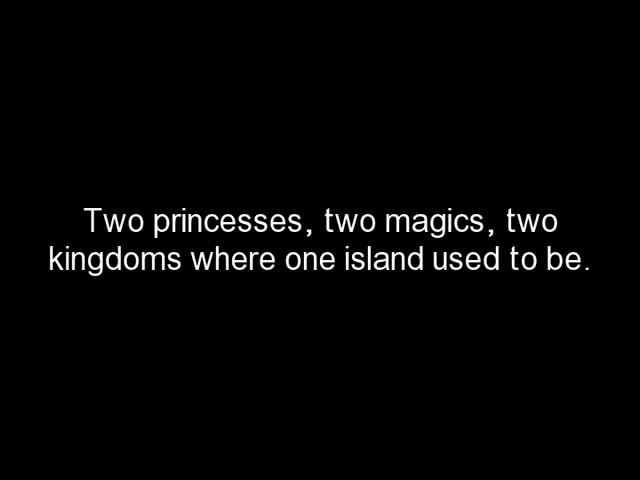 Two princesses, two magics, two
kingdoms where one island used to be.